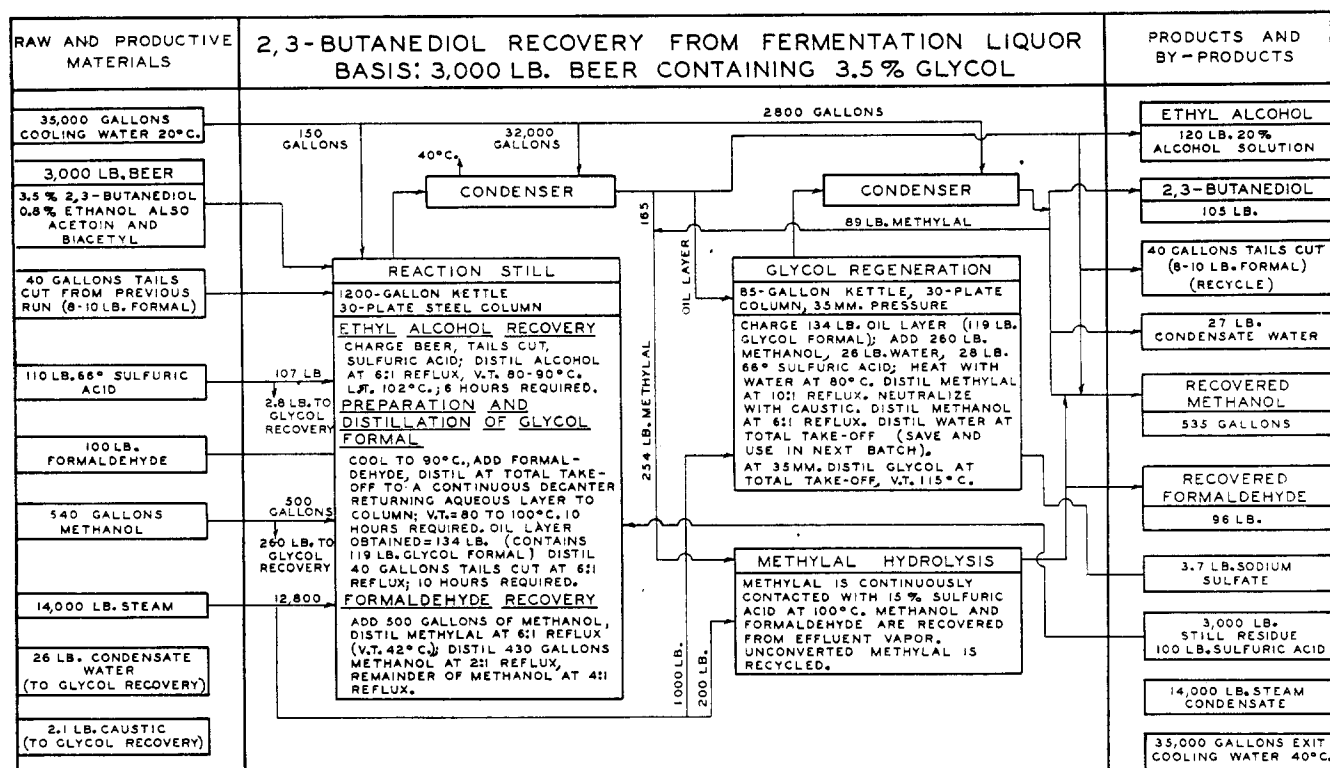 RAW AND PRODUCTIVE
MATERIALS
2,3-BUTANEDIOL RECOVERY FROM FERMENTATION LIQUOR
BASIS: 3,000 LB. BEER CONTAINING 3.5% GLYCOL
PRODUCTS AND
BY-PRODUCTS
35,000 GALLONS
COOLING WATER 20°C.
3,000 LB. BEER
3.5% 2,3-BUTANEDIOL
0.8% ETHANOL ALSO
ACETOIN AND
BIACETYL
40 GALLONS TAILS
CUT FROM PREVIOUS
RUN (8-10 LB. FORMAL)
110 LB. 66° SULFURIC
ACID
100 LB.
FORMALDEHYDE
540 GALLONS
METHANOL
14,000 LB. STEAM
26 LB. CONDENSATE
WATER
(TO GLYCOL RECOVERY)
2.1 LB. CAUSTIC
(TO GLYCOL RECOVERY)
150
GALLONS
32,000
GALLONS
2800 GALLONS
40°C.
CONDENSER
CONDENSER
165
89 LB. METHYLAL
254 LB. METHYLAL
OIL LAYER
107 LB
2.8 LB. TO
GLYCOL
RECOVERY
500
GALLONS
260 LB. TO
GLYCOL
RECOVERY
12,800
1000 LB.
200 LB.
REACTION STILL
1200-GALLON KETTLE
30-PLATE STEEL COLUMN
ETHYL ALCOHOL RECOVERY
CHARGE BEER, TAILS CUT,
SULFURIC ACID; DISTIL ALCOHOL
AT 6:1 REFLUX, V.T. 80-90°C.
L.T. 102°C.; 6 HOURS REQUIRED.
PREPARATION AND
DISTILLATION OF GLYCOL
FORMAL
COOL TO 90°C., ADD FORMAL-
DEHYDE, DISTIL AT TOTAL TAKE-
OFF TO A CONTINUOUS DECANTER
RETURNING AQUEOUS LAYER TO
COLUMN; V.T.=80 TO 100°C. 10
HOURS REQUIRED. OIL LAYER
OBTAINED=134 LB. (CONTAINS
119 LB. GLYCOL FORMAL) DISTIL
40 GALLONS TAILS CUT AT 6:1
REFLUX; 10 HOURS REQUIRED.
FORMALDEHYDE RECOVERY
ADD 500 GALLONS OF METHANOL,
DISTIL METHYLAL AT 6:1 REFLUX
(V.T. 42°C.); DISTIL 430 GALLONS
METHANOL AT 2:1 REFLUX,
REMAINDER OF METHANOL AT 4:1
REFLUX.
GLYCOL REGENERATION
85-GALLON KETTLE, 30-PLATE
COLUMN, 35MM. PRESSURE
CHARGE 134 LB. OIL LAYER (119 LB.
GLYCOL FORMAL); ADD 260 LB.
METHANOL, 26 LB. WATER, 28 LB.
66° SULFURIC ACID; HEAT WITH
WATER AT 80°C. DISTIL METHYLAL
AT 10:1 REFLUX. NEUTRALIZE
WITH CAUSTIC. DISTIL METHANOL
AT 6:1 REFLUX. DISTIL WATER AT
TOTAL TAKE-OFF (SAVE AND
USE IN NEXT BATCH).
AT 35MM. DISTIL GLYCOL AT
TOTAL TAKE-OFF, V.T. 115°C.
METHYLAL HYDROLYSIS
METHYLAL IS CONTINUOUSLY
CONTACTED WITH 15% SULFURIC
ACID AT 100°C. METHANOL AND
FORMALDEHYDE ARE RECOVERED
FROM EFFLUENT VAPOR.
UNCONVERTED METHYLAL IS
RECYCLED.
ETHYL ALCOHOL
120 LB. 20%
ALCOHOL SOLUTION
2,3-BUTANEDIOL
105 LB.
40 GALLONS TAILS CUT
(8-10 LB. FORMAL)
(RECYCLE)
27 LB.
CONDENSATE WATER
RECOVERED
METHANOL
535 GALLONS
RECOVERED
FORMALDEHYDE
96 LB.
3.7 LB. SODIUM
SULFATE
3,000 LB.
STILL RESIDUE
100 LB. SULFURIC ACID
14,000 LB. STEAM
CONDENSATE
35,000 GALLONS EXIT
COOLING WATER 40°C.